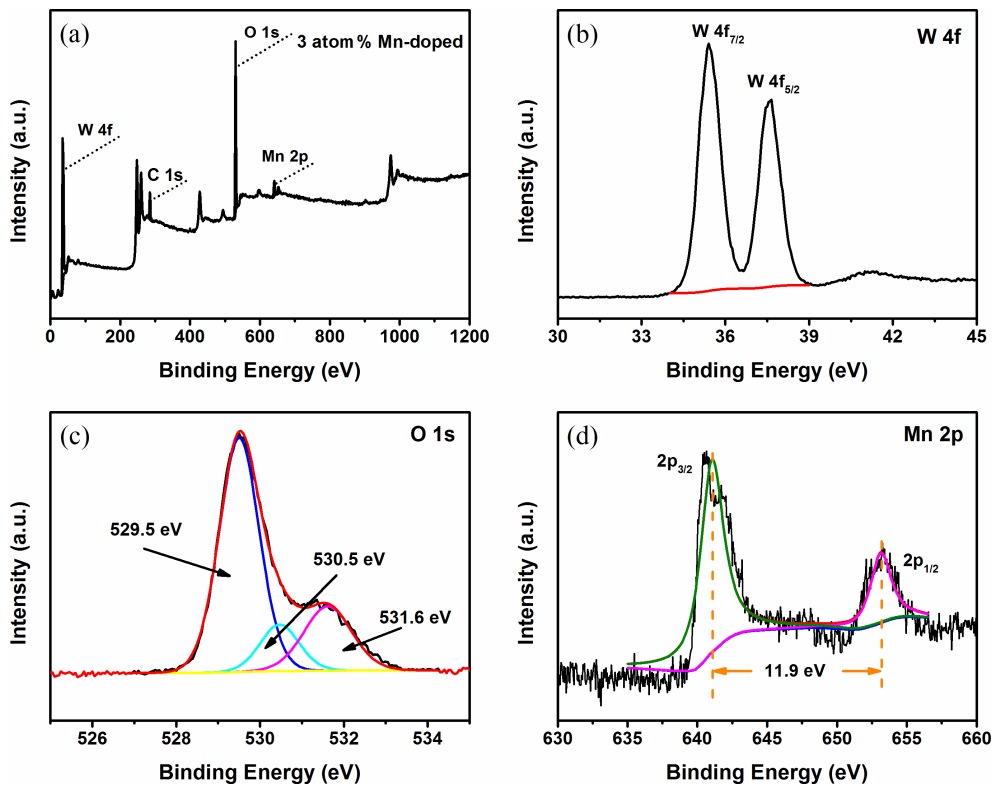 (a)
O 1s
3 atom % Mn-doped
W 4f
C 1s
Mn 2p
Intensity (a.u.)
0 200 400 600 800 1000 1200
Binding Energy (eV)
(b)
W 4f
W 4f7/2
W 4f5/2
Intensity (a.u.)
30 33 36 39 42 45
Binding Energy (eV)
(c)
O 1s
529.5 eV
530.5 eV
531.6 eV
Intensity (a.u.)
526 528 530 532 534
Binding Energy (eV)
(d)
Mn 2p
2p3/2
2p1/2
11.9 eV
Intensity (a.u.)
630 635 640 645 650 655 660
Binding Energy (eV)